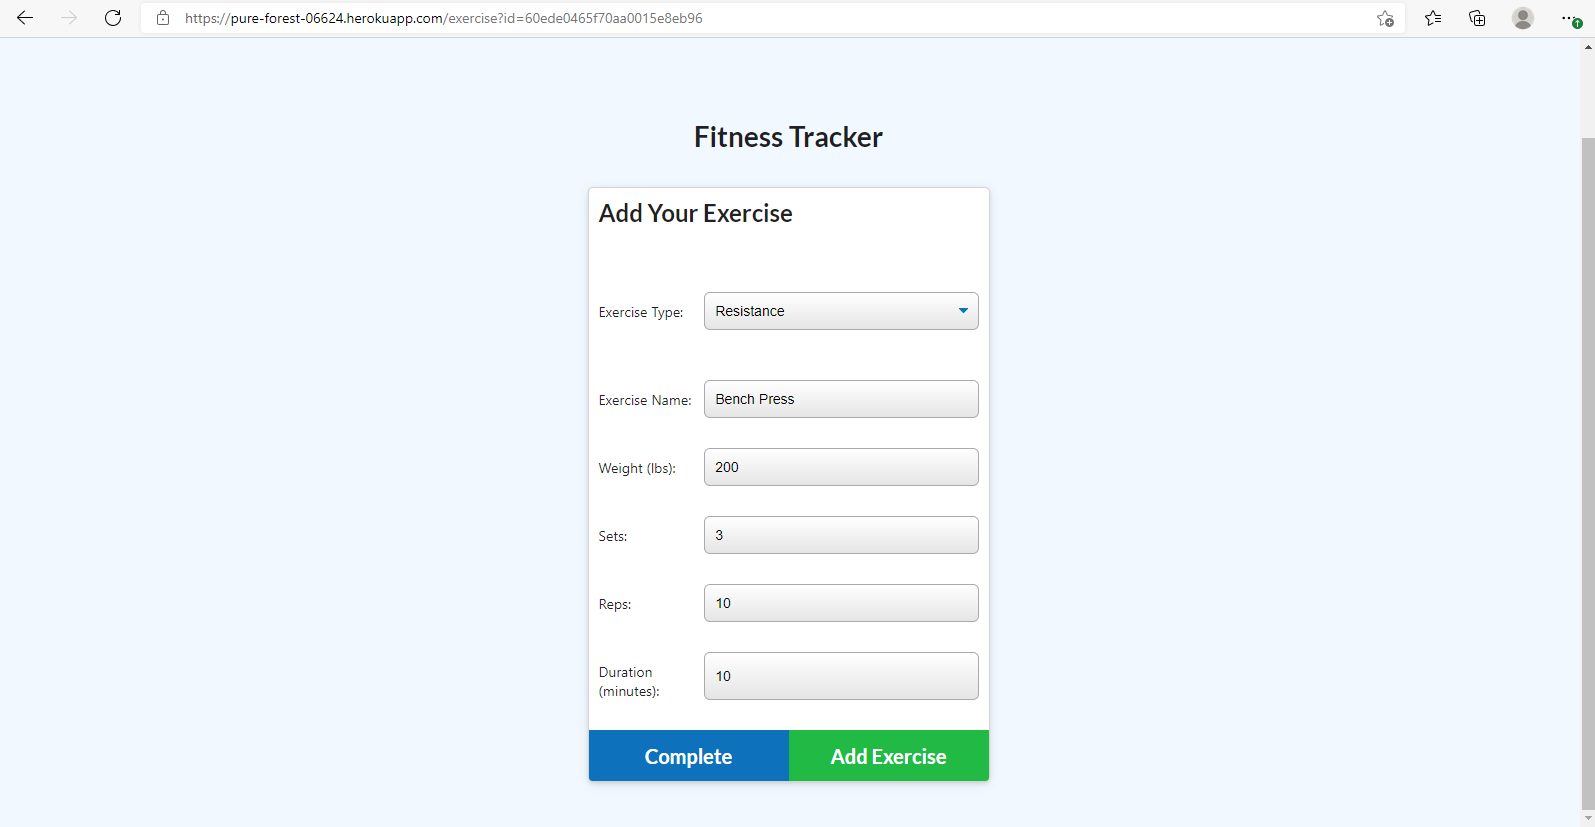 https://pure-forest-06624.herokuapp.com/exercise?id=60ede0465f70aa0015e8eb96
Fitness Tracker
Add Your Exercise
Exercise Type: Resistance
Exercise Name: Bench Press
Weight (lbs): 200
Sets: 3
Reps: 10
Duration
(minutes): 10
Complete Add Exercise